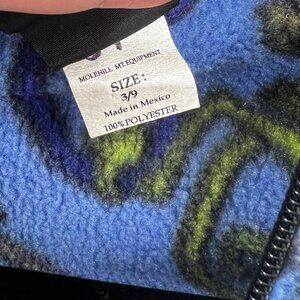 MOLEHILL MT.EQUIPMENT
SIZE:
3/9
Made in Mexico
100% POLYESTER